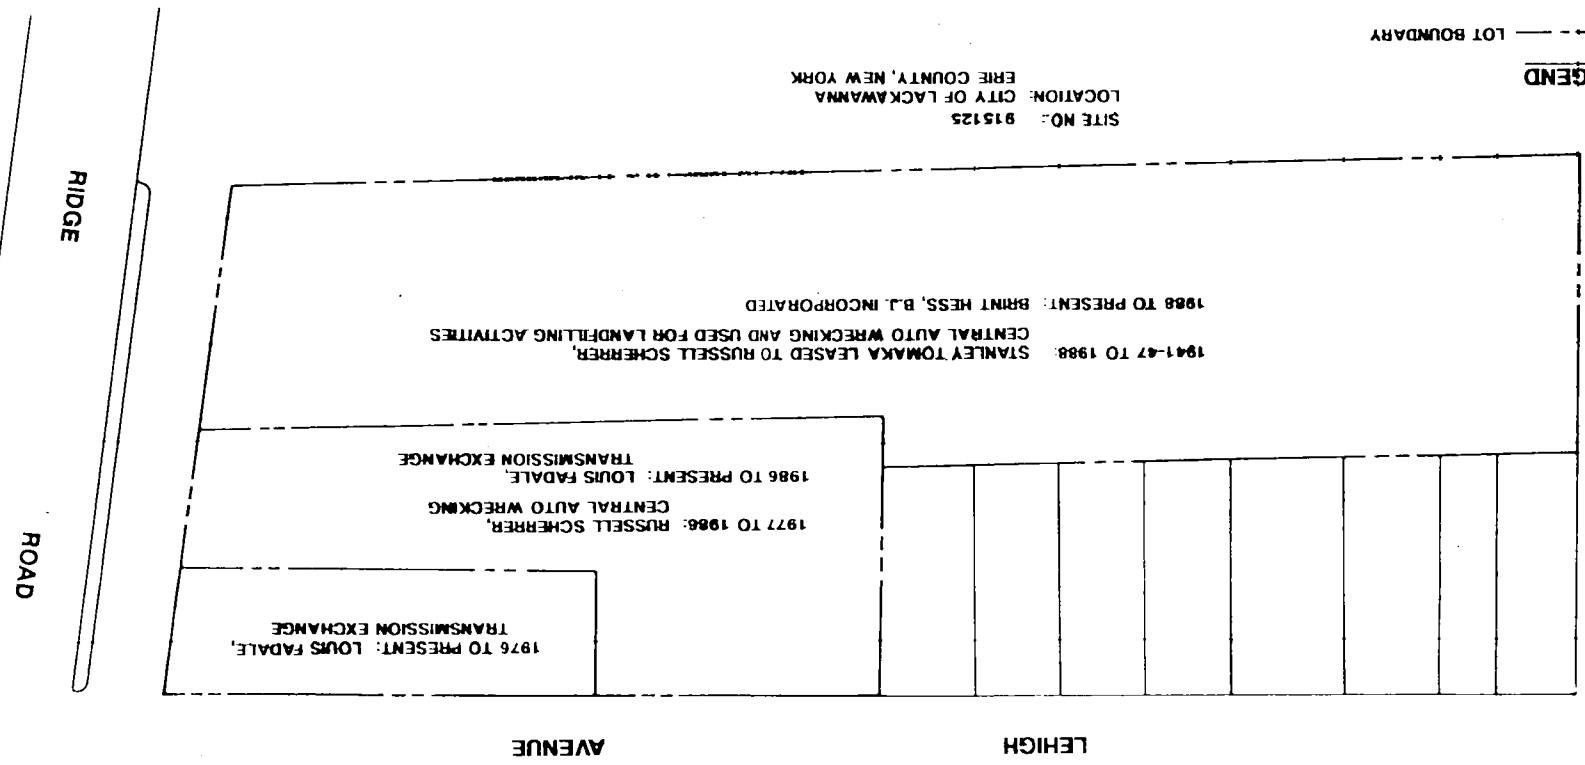 LEHIGH AVENUE
1976 TO PRESENT: LOUIS FADALE,
TRANSMISSION EXCHANGE
1977 TO 1986: RUSSELL SCHERRER,
CENTRAL AUTO WRECKING
1986 TO PRESENT: LOUIS FADALE,
TRANSMISSION EXCHANGE
1941-47 TO 1988: STANLEY TOMAKA LEASED TO RUSSELL SCHERRER,
CENTRAL AUTO WRECKING AND USED FOR LANDFILLING ACTIVITIES
1988 TO PRESENT: BRINT HESS, B.J. INCORPORATED
RIDGE ROAD
SITE NO.: 915125
LOCATION: CITY OF LACKAWANNA
ERIE COUNTY, NEW YORK
GEND
LOT BOUNDARY